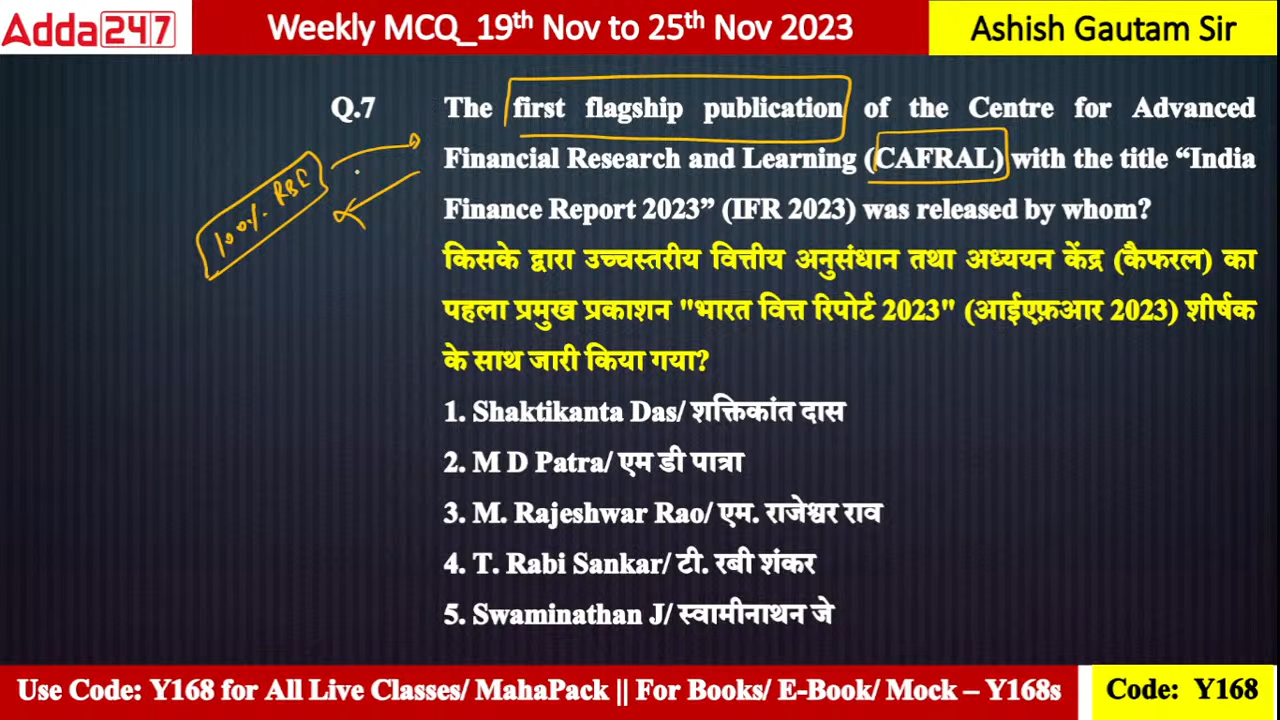 Adda247
Weekly MCQ_19th Nov to 25th Nov 2023
Ashish Gautam Sir
Q.7
The first flagship publication of the Centre for Advanced
Financial Research and Learning (CAFRAL) with the title “India
Finance Report 2023” (IFR 2023) was released by whom?
100% RBI
किसके द्वारा उच्चस्तरीय वित्तीय अनुसंधान तथा अध्ययन केंद्र (कैफरल) का
पहला प्रमुख प्रकाशन "भारत वित्त रिपोर्ट 2023" (आईएफ़आर 2023) शीर्षक
के साथ जारी किया गया?
1. Shaktikanta Das/ शक्तिकांत दास
2. M D Patra/ एम डी पात्रा
3. M. Rajeshwar Rao/ एम. राजेश्वर राव
4. T. Rabi Sankar/ टी. रबी शंकर
5. Swaminathan J/ स्वामीनाथन जे
Use Code: Y168 for All Live Classes/ MahaPack || For Books/ E-Book/ Mock – Y168s
Code: Y168